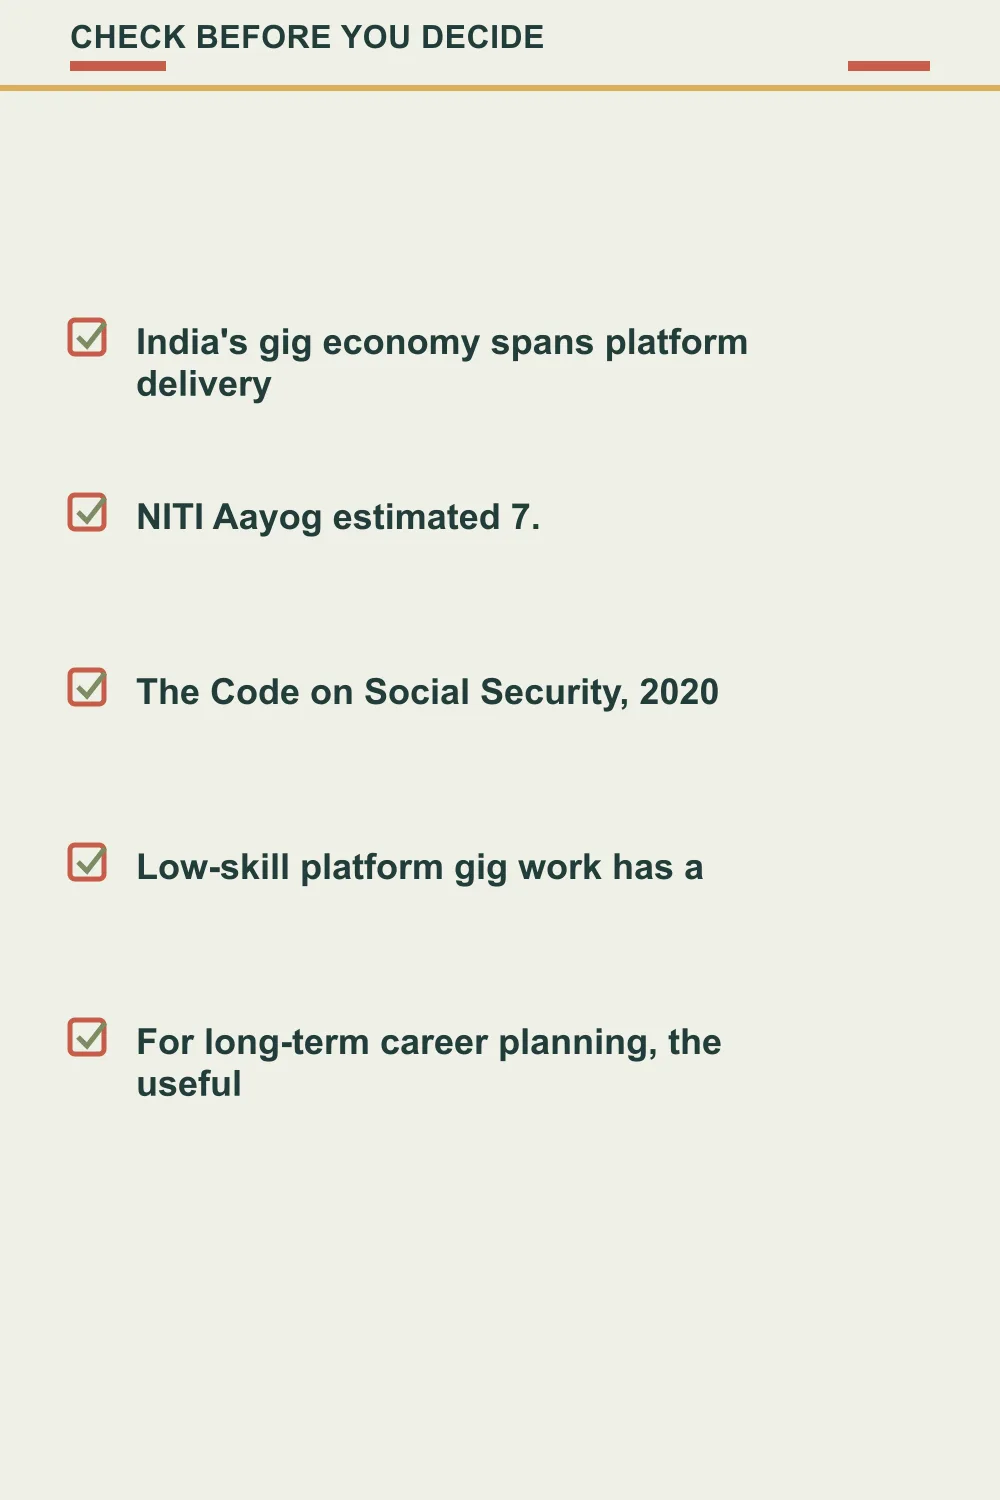 CHECK BEFORE YOU DECIDE
India's gig economy spans platform
delivery
NITI Aayog estimated 7.
The Code on Social Security, 2020
Low-skill platform gig work has a
For long-term career planning, the
useful